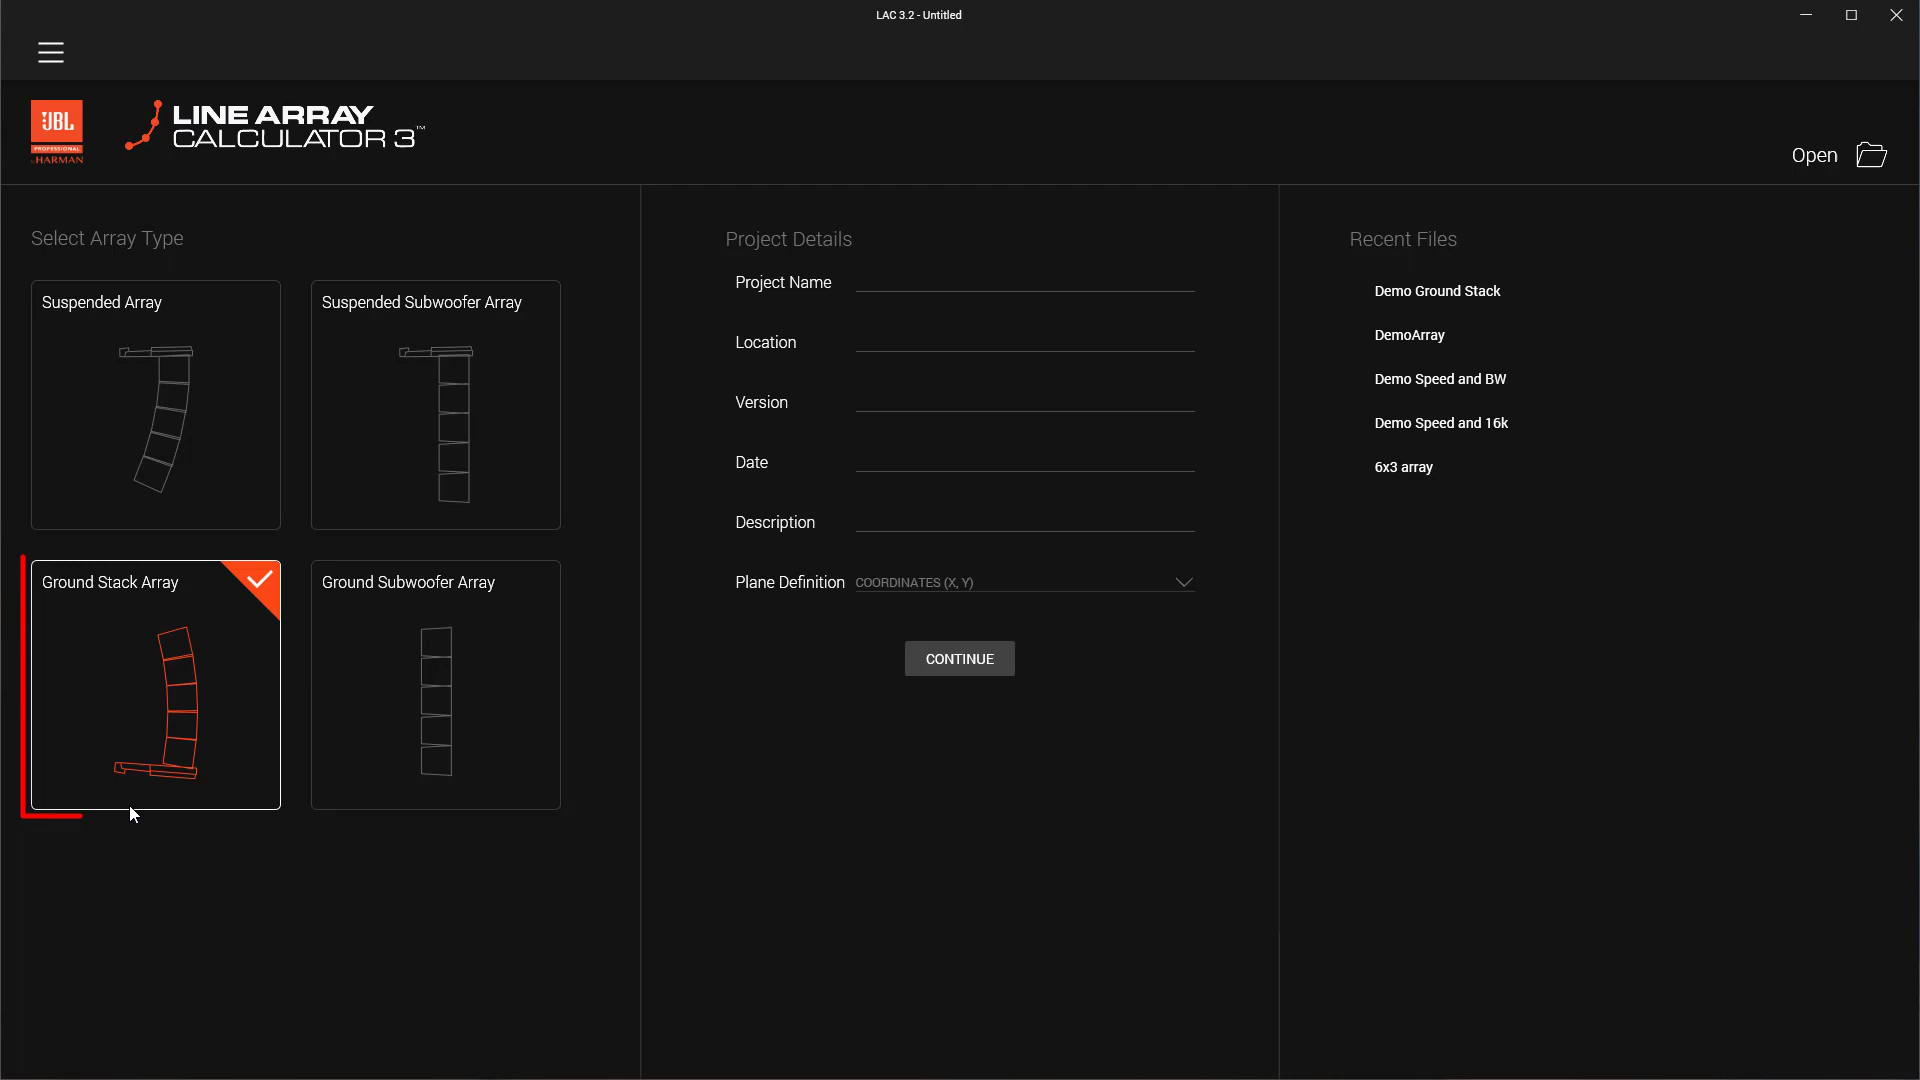 LAC 3.2 - Untitled
JBL
PROFESSIONAL
by HARMAN
LINE ARRAY
CALCULATOR 3™
Open
Select Array Type
Suspended Array
Suspended Subwoofer Array
Ground Stack Array
Ground Subwoofer Array
Project Details
Project Name
Location
Version
Date
Description
Plane Definition COORDINATES (X, Y)
CONTINUE
Recent Files
Demo Ground Stack
DemoArray
Demo Speed and BW
Demo Speed and 16k
6x3 array